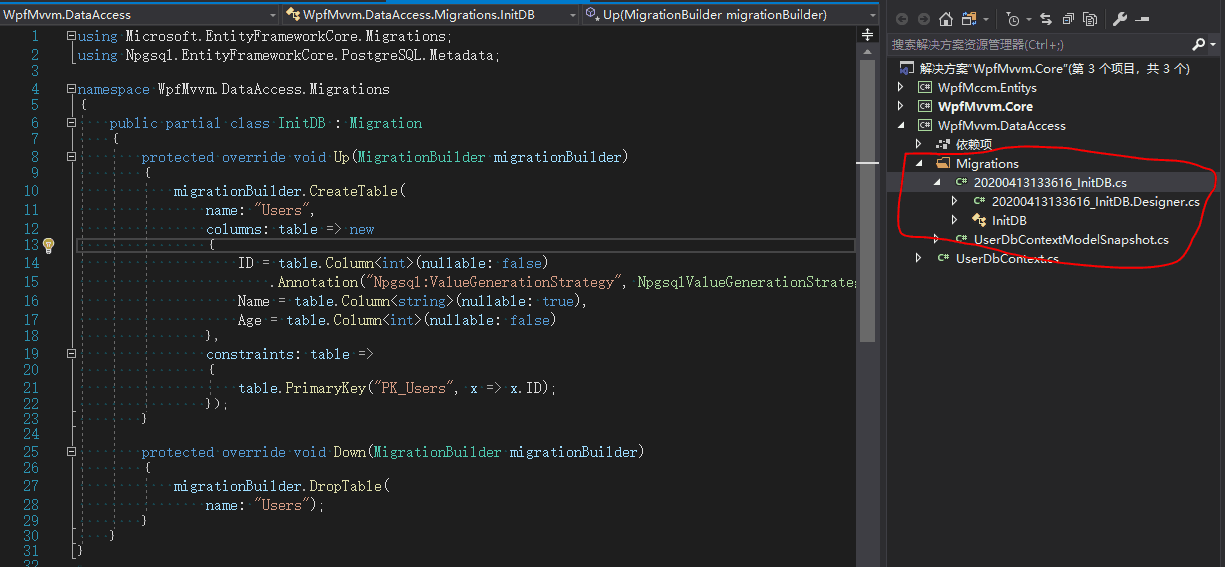 WpfMvvm.DataAccess
WpfMvvm.DataAccess.Migrations.InitDB
Up(MigrationBuilder migrationBuilder)
1 using Microsoft.EntityFrameworkCore.Migrations;
2 using Npgsql.EntityFrameworkCore.PostgreSQL.Metadata;
3
4 namespace WpfMvvm.DataAccess.Migrations
5 {
6 public partial class InitDB : Migration
7 {
8 protected override void Up(MigrationBuilder migrationBuilder)
9 {
10 migrationBuilder.CreateTable(
11 name: "Users",
12 columns: table => new
13 {
14 ID = table.Column<int>(nullable: false)
15 .Annotation("Npgsql:ValueGenerationStrategy", NpgsqlValueGenerationStrate
16 Name = table.Column<string>(nullable: true),
17 Age = table.Column<int>(nullable: false)
18 },
19 constraints: table =>
20 {
21 table.PrimaryKey("PK_Users", x => x.ID);
22 });
23 }
24
25 protected override void Down(MigrationBuilder migrationBuilder)
26 {
27 migrationBuilder.DropTable(
28 name: "Users");
29 }
30 }
31 }
32
搜索解决方案资源管理器(Ctrl+;)
解决方案"WpfMvvm.Core"(第 3 个项目，共 3 个)
C# WpfMccm.Entitys
C# WpfMvvm.Core
C# WpfMvvm.DataAccess
依赖项
Migrations
C# 20200413133616_InitDB.cs
C# 20200413133616_InitDB.Designer.cs
InitDB
C# UserDbContextModelSnapshot.cs
C# UserDbContext.cs